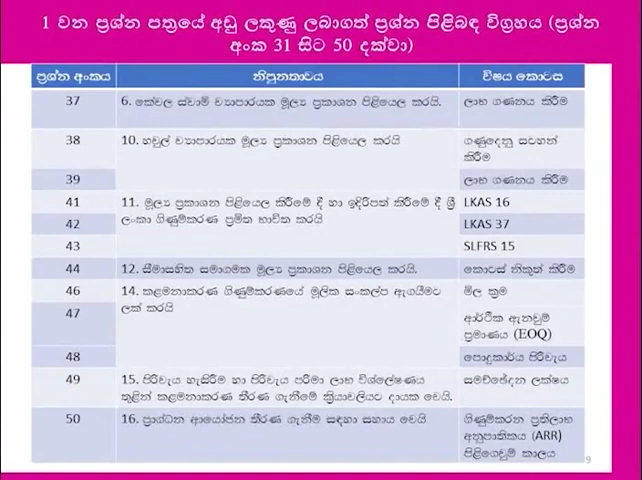 1 වන ප්‍රශ්න පත්‍රයේ අඩු ලකුණු ලබාගත් ප්‍රශ්න පිළිබඳ විග්‍රහය (ප්‍රශ්න
අංක 31 සිට 50 දක්වා)
ප්‍රශ්න අංකය නිපුනතාවය විෂය කොටස
37 6. කේවල ස්වාමි ව්‍යාපාරයක මූල්‍ය ප්‍රකාශන පිළියෙල කරයි. ලාභ ගණනය කිරීම
38 10. හවුල් ව්‍යාපාරයක මූල්‍ය ප්‍රකාශන පිළියෙල කරයි ගණුදෙනු සටහන්
කිරීම
39 ලාභ ගණනය කිරීම
41 11. මූල්‍ය ප්‍රකාශන පිළියෙල කිරීමේ දී හා ඉදිරිපත් කිරීමේ දී ශ්‍රී LKAS 16
42 ලංකා ගිණුම්කරණ ප්‍රමිත භාවිත කරයි LKAS 37
43 SLFRS 15
44 12. සීමාසහිත සමාගමක මූල්‍ය ප්‍රකාශන පිළියෙල කරයි. කොටස් නිකුත් කිරීම
46 14. කළමනාකරණ ගිණුම්කරණයේ මූලික සංකල්ප ඇගයීමට මිල ක්‍රම
ලක් කරයි
47 ආර්ථික ඇනවුම්
ප්‍රමාණය (EOQ)
48 පොදුකාර්ය පිරිවැය
49 15. පිරිවැය හැසිරීම හා පිරිවැය පරිමා ලාභ විශ්ලේෂණය සමච්ඡේදන ලක්ෂය
තුළින් කළමනාකරණ තීරණ ගැනීමේ ක්‍රියාවලියට දායක වෙයි.
50 16. ප්‍රාග්ධන ආයෝජන තීරණ ගැනීම සඳහා සහාය වෙයි ගිණුම්කරන ප්‍රතිලාභ
අනුපාතිකය (ARR)
පිළිගෙවුම් කාලය
9